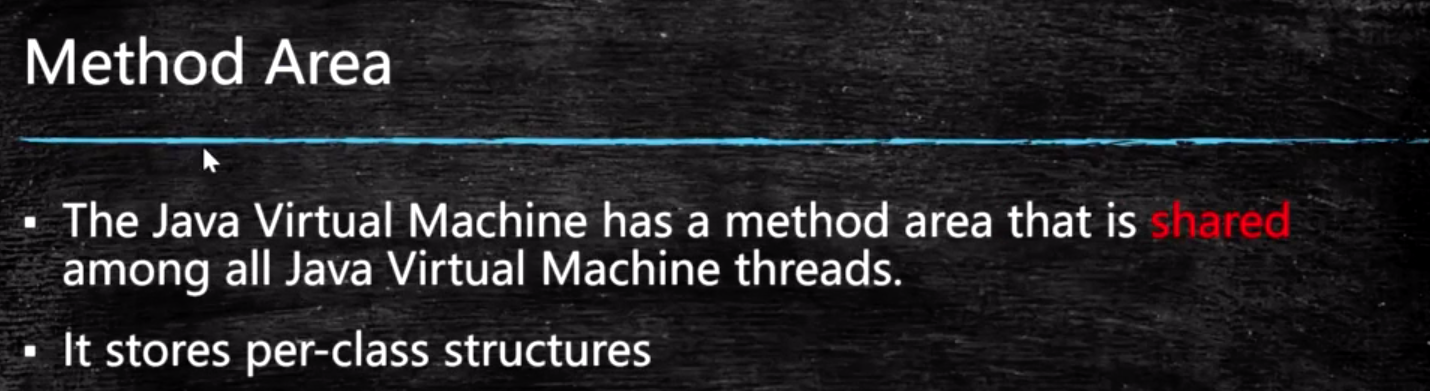 Method Area
▪ The Java Virtual Machine has a method area that is shared
among all Java Virtual Machine threads.
▪ It stores per-class structures